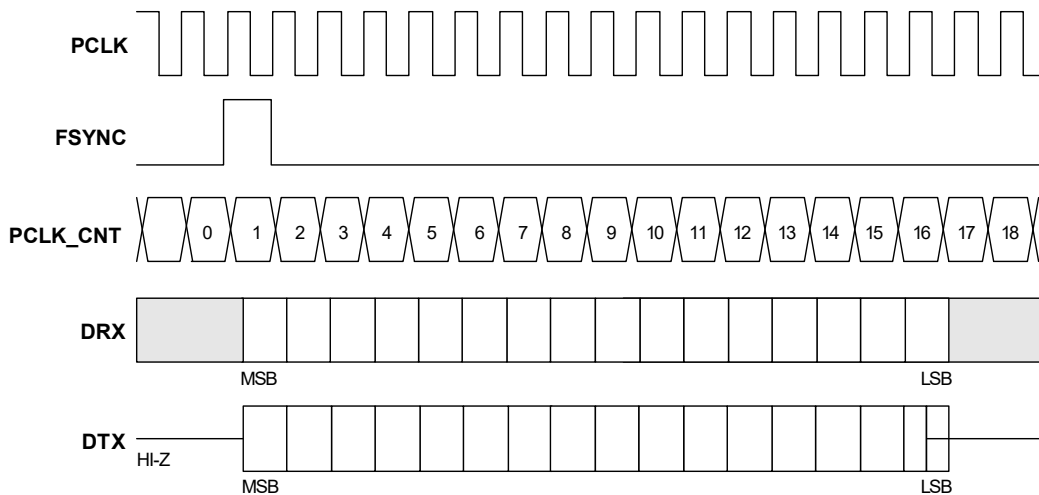 PCLK
FSYNC
PCLK_CNT 0 1 2 3 4 5 6 7 8 9 10 11 12 13 14 15 16 17 18
DRX
MSB LSB
DTX
HI-Z
MSB LSB